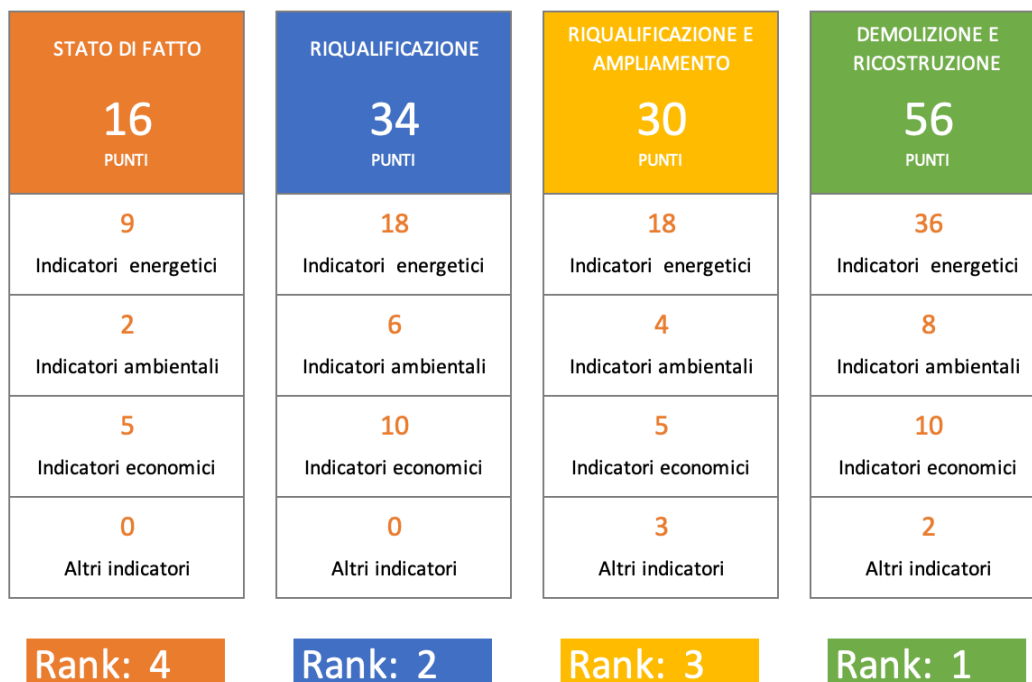 STATO DI FATTO
16
PUNTI
9
Indicatori energetici
2
Indicatori ambientali
5
Indicatori economici
0
Altri indicatori
Rank: 4
RIQUALIFICAZIONE
34
PUNTI
18
Indicatori energetici
6
Indicatori ambientali
10
Indicatori economici
0
Altri indicatori
Rank: 2
RIQUALIFICAZIONE E
AMPLIAMENTO
30
PUNTI
18
Indicatori energetici
4
Indicatori ambientali
5
Indicatori economici
3
Altri indicatori
Rank: 3
DEMOLIZIONE E
RICOSTRUZIONE
56
PUNTI
36
Indicatori energetici
8
Indicatori ambientali
10
Indicatori economici
2
Altri indicatori
Rank: 1